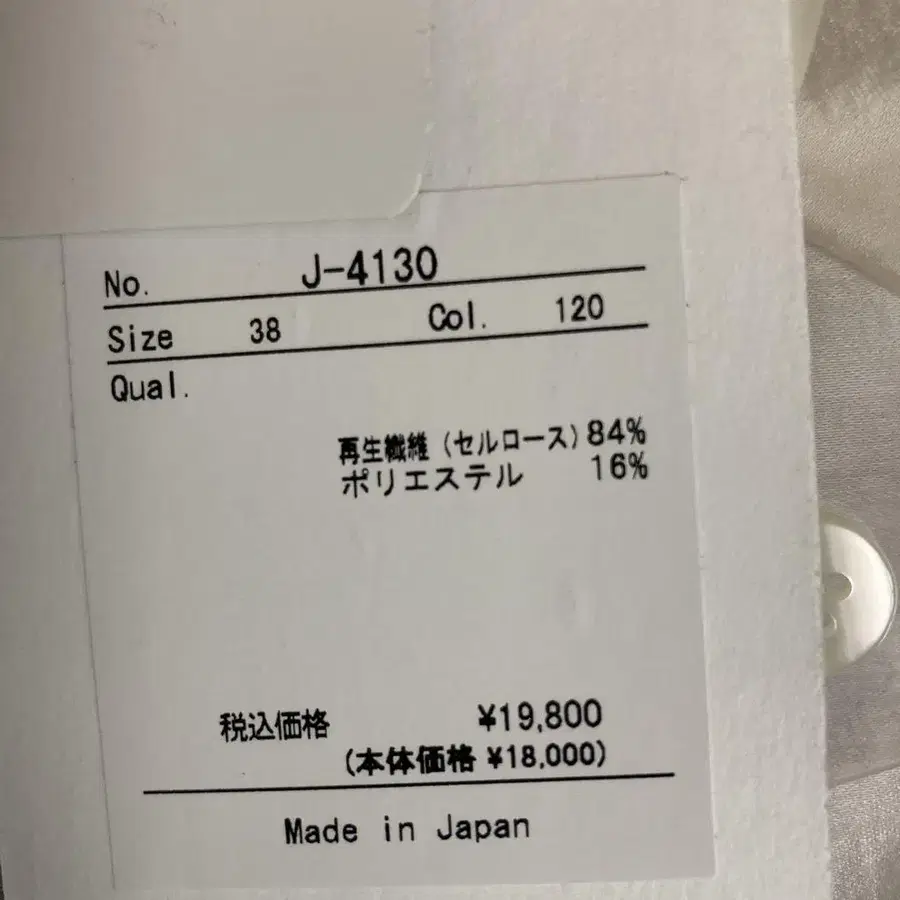 No. J-4130
Size 38 Col. 120
Qual.
再生繊維(セルロース)84%
ポリエステル 16%
税込価格 ¥19,800
(本体価格 ¥18,000)
Made in Japan